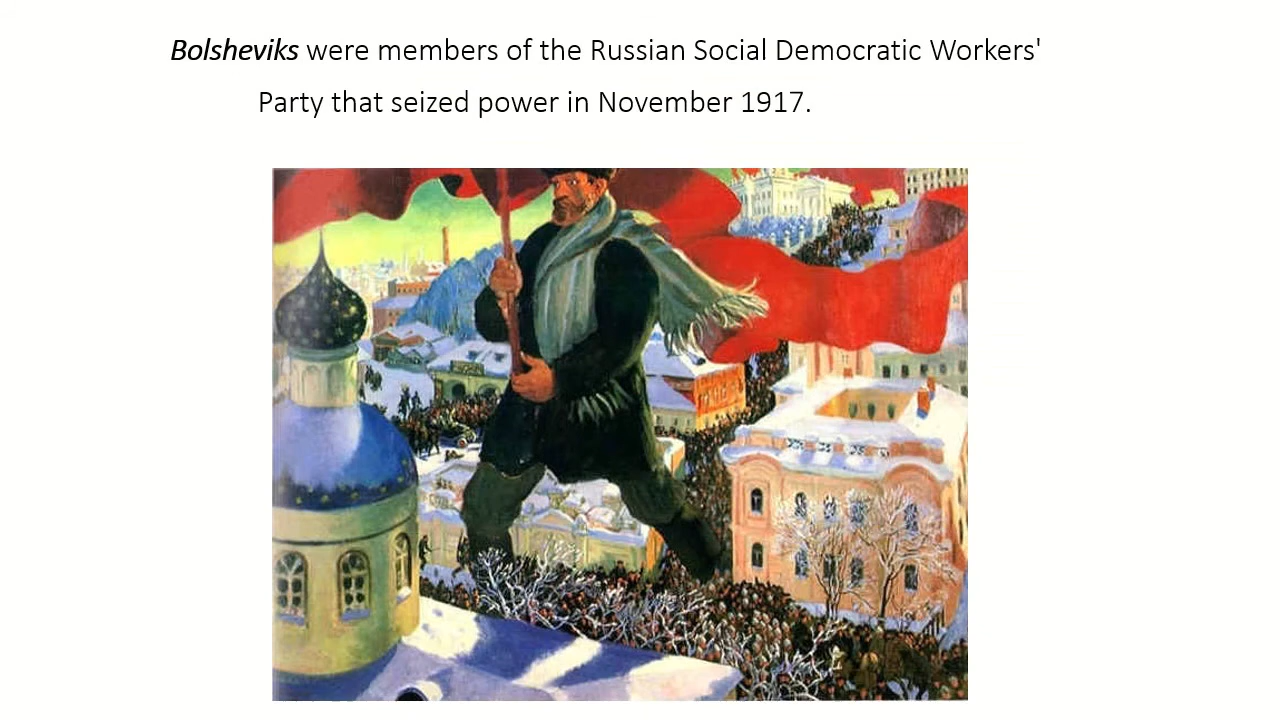 Bolsheviks were members of the Russian Social Democratic Workers'
Party that seized power in November 1917.